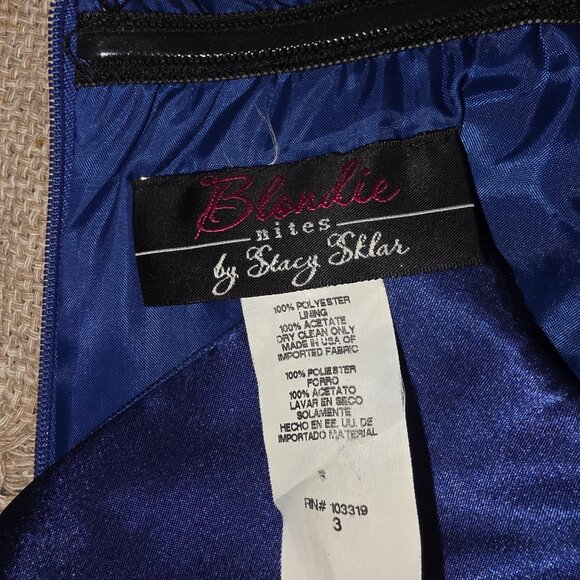 Blondie
nites
by Stacy Sklar
100% POLYESTER
LINING
100% ACETATE
DRY CLEAN ONLY
MADE IN USA OF
IMPORTED FABRIC
100% POLIESTER
FORRO
100% ACETATO
LAVAR EN SECO
SOLAMENTE
HECHO EN EE. UU. DE
IMPORTADO MATERIAL
RN# 103319
3